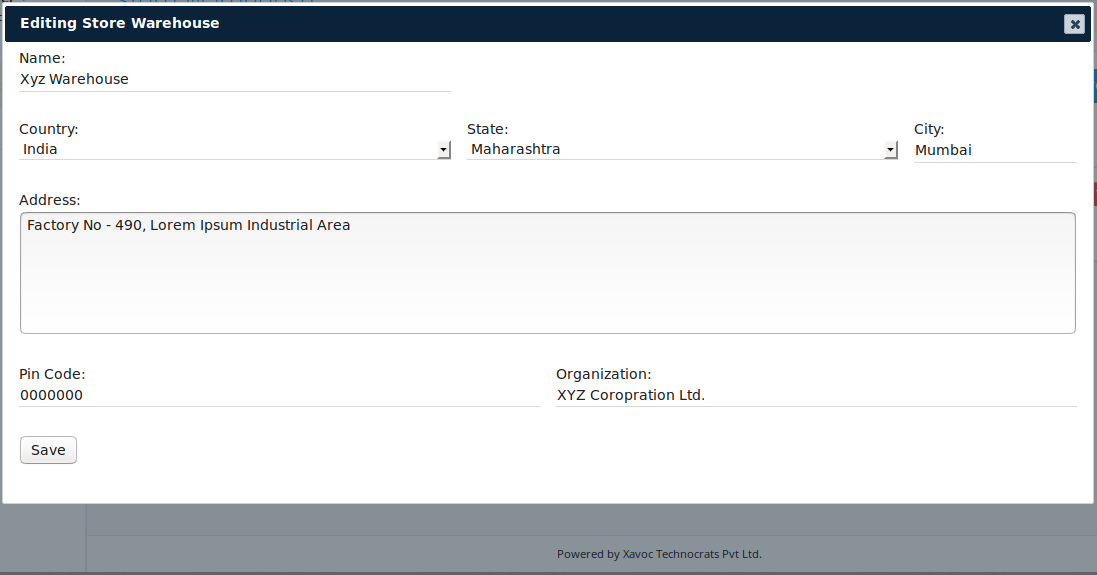 Editing Store Warehouse
Name:
Xyz Warehouse
Country:
State:
City:
India
Maharashtra
Mumbai
Address:
Factory No - 490, Lorem Ipsum Industrial Area
Pin Code:
Organization:
0000000
XYZ Coropration Ltd.
Save
Powered by Xavoc Technocrats Pvt Ltd.